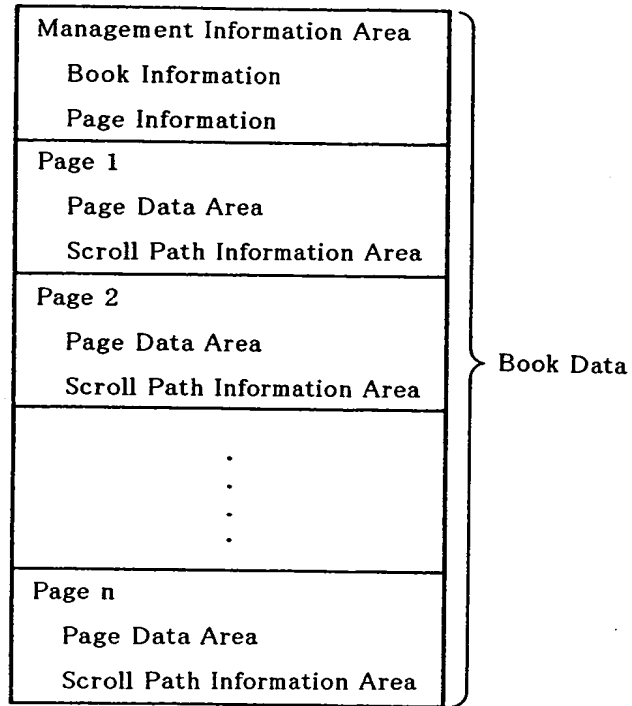 Management Information Area
Book Information
Page Information
Page 1
Page Data Area
Scroll Path Information Area
Page 2
Page Data Area
Scroll Path Information Area
.
.
.
.
Page n
Page Data Area
Scroll Path Information Area
Book Data